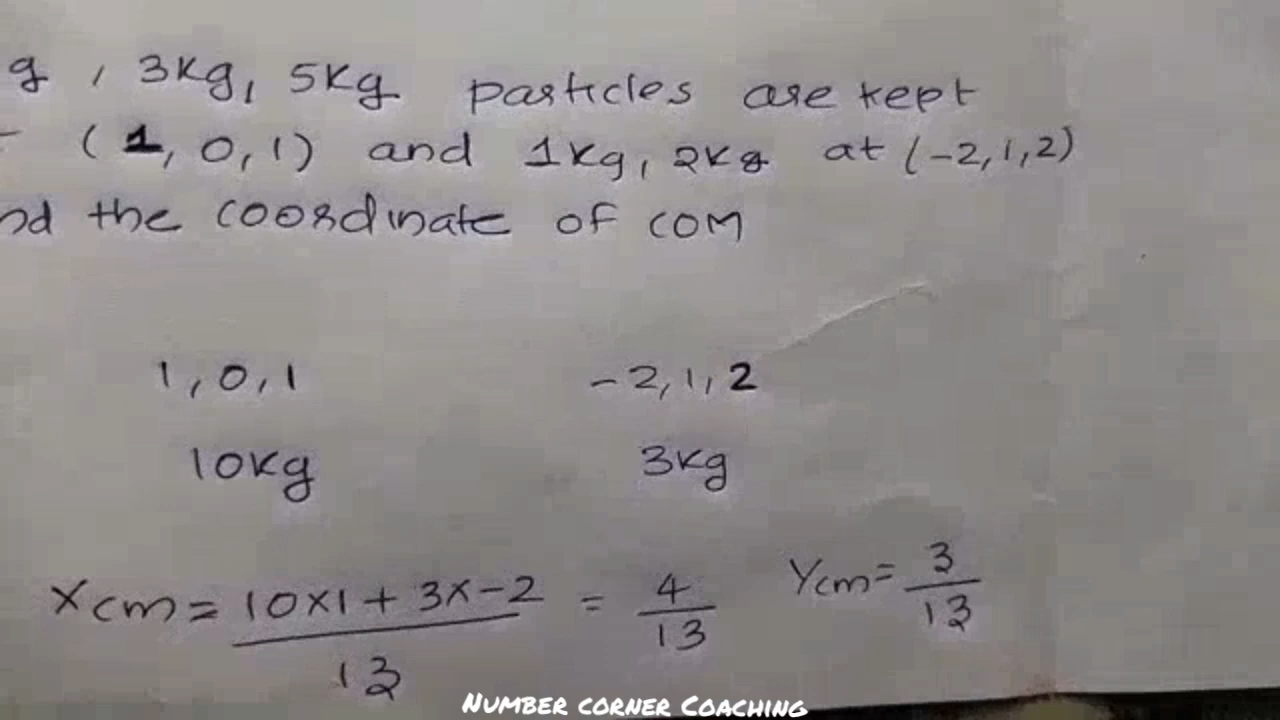 g, 3Kg, 5Kg particles are kept
(1, 0, 1) and 1Kg, 2Kg at (-2, 1, 2)
nd the coordinate of COM
1, 0, 1 -2, 1, 2
10Kg 3Kg
Xcm = 10×1 + 3×-2 / 13 = 4/13 Ycm = 3/13
NUMBER CORNER COACHING